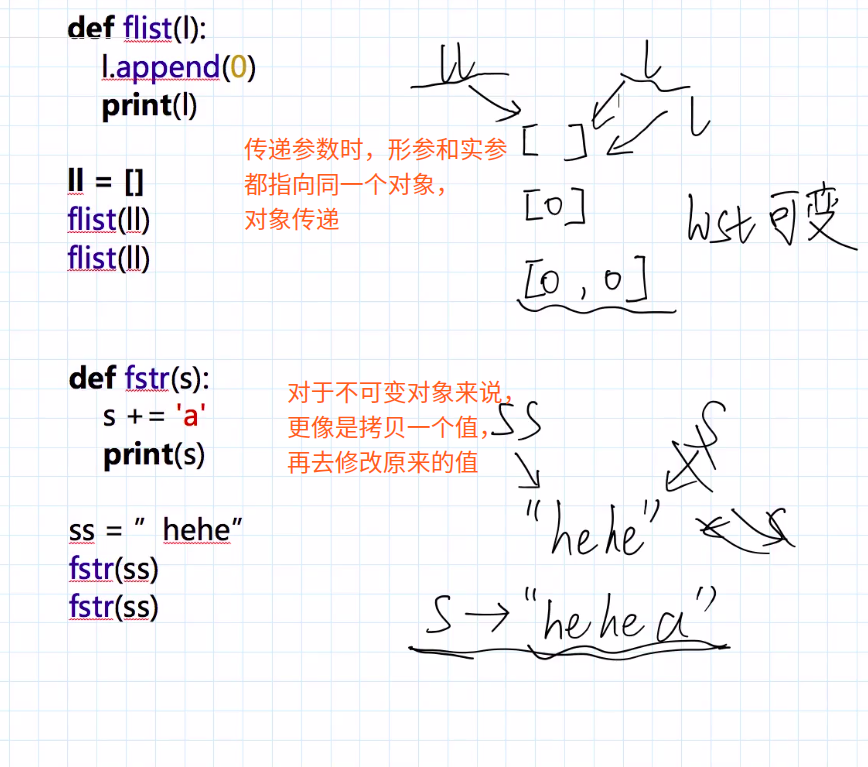 def flist(l):
l.append(0)
print(l)
ll = []
flist(ll)
flist(ll)
传递参数时，形参和实参
都指向同一个对象，
对象传递
ll
l
l
[ ]
[0]
[0, 0]
list 可变
def fstr(s):
s += 'a'
print(s)
ss = ” hehe”
fstr(ss)
fstr(ss)
对于不可变对象来说，
更像是拷贝一个值，
再去修改原来的值
ss
s
"hehe"
s
s → "hehea"